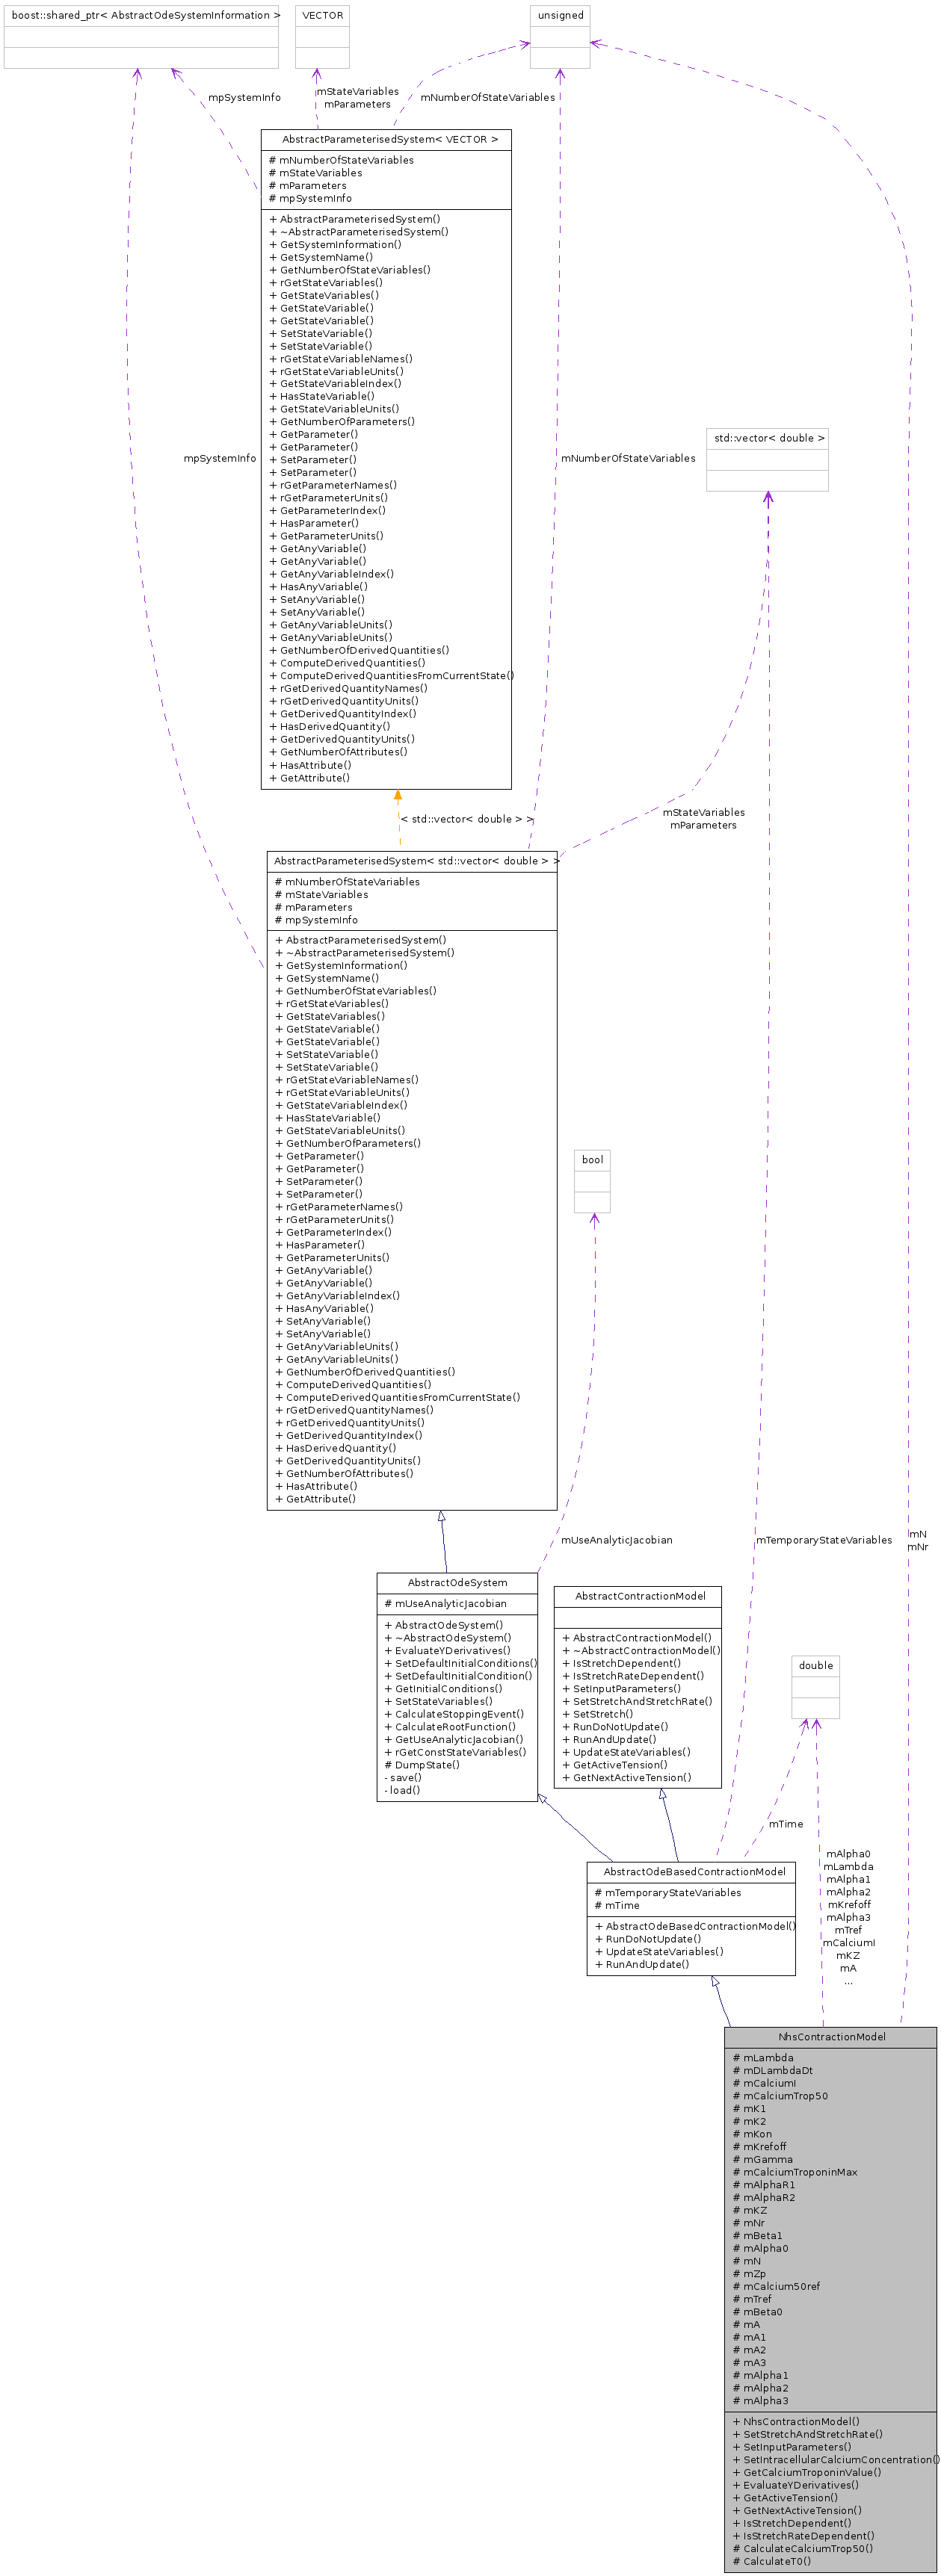 boost::shared_ptr< AbstractOdeSystemInformation >
VECTOR
unsigned
mpSystemInfo
mStateVariables
mParameters
mNumberOfStateVariables
AbstractParameterisedSystem< VECTOR >
# mNumberOfStateVariables
# mStateVariables
# mParameters
# mpSystemInfo
+ AbstractParameterisedSystem()
+ ~AbstractParameterisedSystem()
+ GetSystemInformation()
+ GetSystemName()
+ GetNumberOfStateVariables()
+ rGetStateVariables()
+ GetStateVariables()
+ GetStateVariable()
+ GetStateVariable()
+ SetStateVariable()
+ SetStateVariable()
+ rGetStateVariableNames()
+ rGetStateVariableUnits()
+ GetStateVariableIndex()
+ HasStateVariable()
+ GetStateVariableUnits()
+ GetNumberOfParameters()
+ GetParameter()
+ GetParameter()
+ SetParameter()
+ SetParameter()
+ rGetParameterNames()
+ rGetParameterUnits()
+ GetParameterIndex()
+ HasParameter()
+ GetParameterUnits()
+ GetAnyVariable()
+ GetAnyVariable()
+ GetAnyVariableIndex()
+ HasAnyVariable()
+ SetAnyVariable()
+ SetAnyVariable()
+ GetAnyVariableUnits()
+ GetAnyVariableUnits()
+ GetNumberOfDerivedQuantities()
+ ComputeDerivedQuantities()
+ ComputeDerivedQuantitiesFromCurrentState()
+ rGetDerivedQuantityNames()
+ rGetDerivedQuantityUnits()
+ GetDerivedQuantityIndex()
+ HasDerivedQuantity()
+ GetDerivedQuantityUnits()
+ GetNumberOfAttributes()
+ HasAttribute()
+ GetAttribute()
mpSystemInfo
mNumberOfStateVariables
std::vector< double >
< std::vector< double > >
mStateVariables
mParameters
AbstractParameterisedSystem< std::vector< double > >
# mNumberOfStateVariables
# mStateVariables
# mParameters
# mpSystemInfo
+ AbstractParameterisedSystem()
+ ~AbstractParameterisedSystem()
+ GetSystemInformation()
+ GetSystemName()
+ GetNumberOfStateVariables()
+ rGetStateVariables()
+ GetStateVariables()
+ GetStateVariable()
+ GetStateVariable()
+ SetStateVariable()
+ SetStateVariable()
+ rGetStateVariableNames()
+ rGetStateVariableUnits()
+ GetStateVariableIndex()
+ HasStateVariable()
+ GetStateVariableUnits()
+ GetNumberOfParameters()
+ GetParameter()
+ GetParameter()
+ SetParameter()
+ SetParameter()
+ rGetParameterNames()
+ rGetParameterUnits()
+ GetParameterIndex()
+ HasParameter()
+ GetParameterUnits()
+ GetAnyVariable()
+ GetAnyVariable()
+ GetAnyVariableIndex()
+ HasAnyVariable()
+ SetAnyVariable()
+ SetAnyVariable()
+ GetAnyVariableUnits()
+ GetAnyVariableUnits()
+ GetNumberOfDerivedQuantities()
+ ComputeDerivedQuantities()
+ ComputeDerivedQuantitiesFromCurrentState()
+ rGetDerivedQuantityNames()
+ rGetDerivedQuantityUnits()
+ GetDerivedQuantityIndex()
+ HasDerivedQuantity()
+ GetDerivedQuantityUnits()
+ GetNumberOfAttributes()
+ HasAttribute()
+ GetAttribute()
bool
mUseAnalyticJacobian
mTemporaryStateVariables
mN
mNr
AbstractOdeSystem
# mUseAnalyticJacobian
+ AbstractOdeSystem()
+ ~AbstractOdeSystem()
+ EvaluateYDerivatives()
+ SetDefaultInitialConditions()
+ SetDefaultInitialCondition()
+ GetInitialConditions()
+ SetStateVariables()
+ CalculateStoppingEvent()
+ CalculateRootFunction()
+ GetUseAnalyticJacobian()
+ rGetConstStateVariables()
# DumpState()
- save()
- load()
AbstractContractionModel
+ AbstractContractionModel()
+ ~AbstractContractionModel()
+ IsStretchDependent()
+ IsStretchRateDependent()
+ SetInputParameters()
+ SetStretchAndStretchRate()
+ SetStretch()
+ RunDoNotUpdate()
+ RunAndUpdate()
+ UpdateStateVariables()
+ GetActiveTension()
+ GetNextActiveTension()
double
mTime
mAlpha0
mLambda
mAlpha1
mAlpha2
mKrefoff
mAlpha3
mTref
mCalciumI
mKZ
mA
...
AbstractOdeBasedContractionModel
# mTemporaryStateVariables
# mTime
+ AbstractOdeBasedContractionModel()
+ RunDoNotUpdate()
+ UpdateStateVariables()
+ RunAndUpdate()
NhsContractionModel
# mLambda
# mDLambdaDt
# mCalciumI
# mCalciumTrop50
# mK1
# mK2
# mKon
# mKrefoff
# mGamma
# mCalciumTroponinMax
# mAlphaR1
# mAlphaR2
# mKZ
# mNr
# mBeta1
# mAlpha0
# mN
# mZp
# mCalcium50ref
# mTref
# mBeta0
# mA
# mA1
# mA2
# mA3
# mAlpha1
# mAlpha2
# mAlpha3
+ NhsContractionModel()
+ SetStretchAndStretchRate()
+ SetInputParameters()
+ SetIntracellularCalciumConcentration()
+ GetCalciumTroponinValue()
+ EvaluateYDerivatives()
+ GetActiveTension()
+ GetNextActiveTension()
+ IsStretchDependent()
+ IsStretchRateDependent()
# CalculateCalciumTrop50()
# CalculateT0()